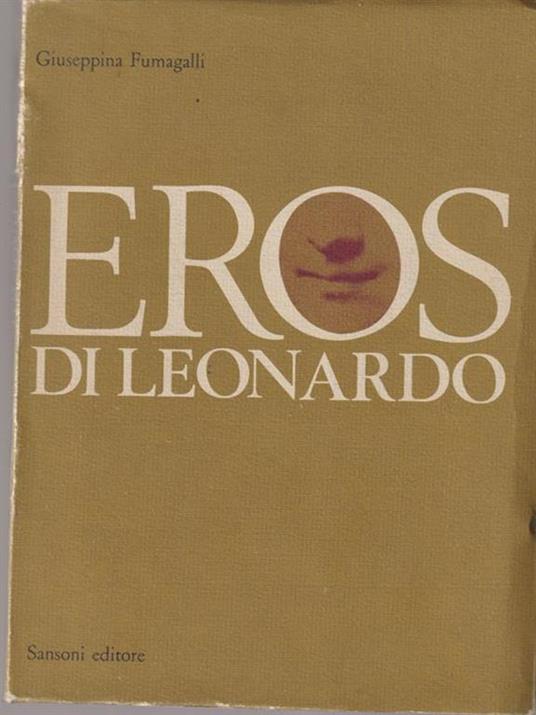 Giuseppina Fumagalli
EROS
DI LEONARDO
Sansoni editore